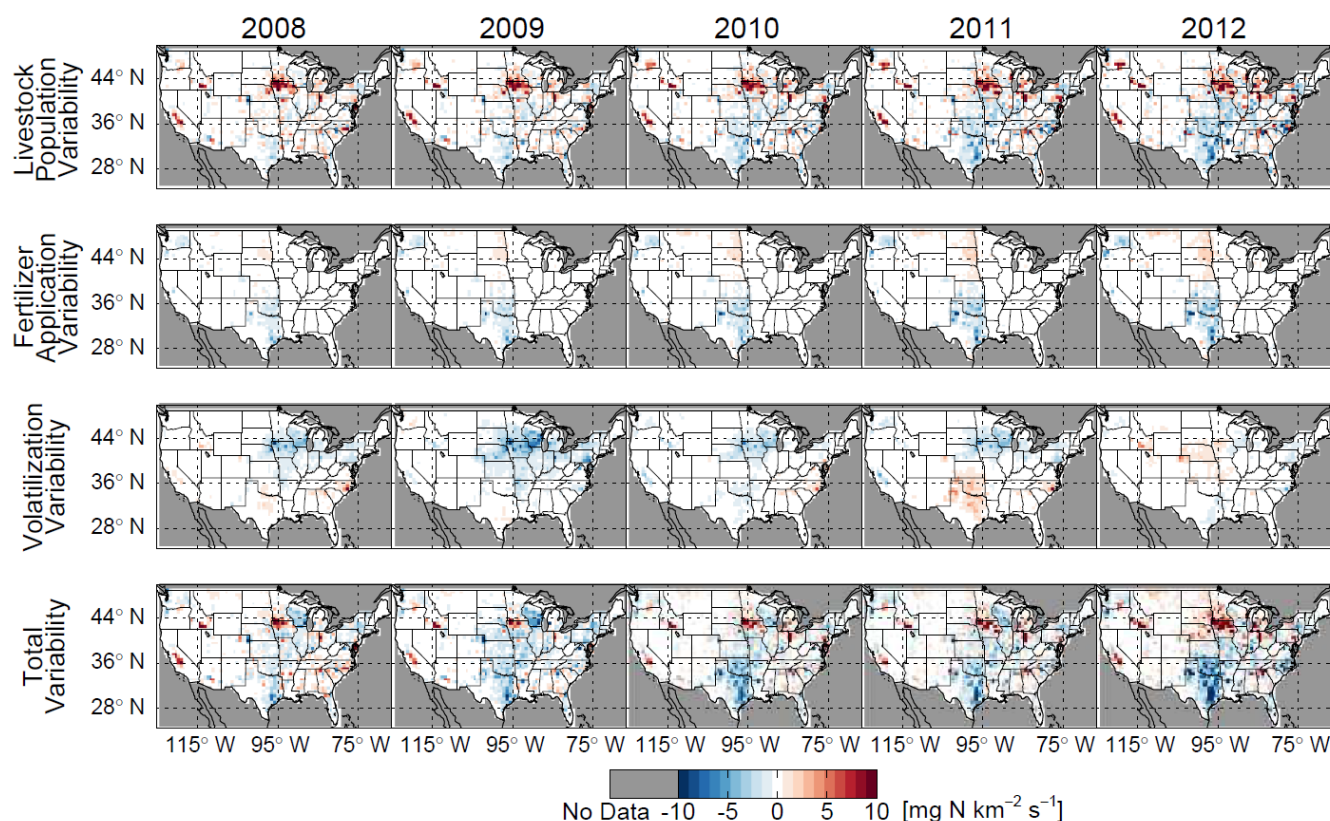 2008 2009 2010 2011 2012
Livestock
Population
Variability
44° N
36° N
28° N
Fertilizer
Application
Variability
44° N
36° N
28° N
Volatilization
Variability
44° N
36° N
28° N
Total
Variability
44° N
36° N
28° N
115° W 95° W 75° W 115° W 95° W 75° W 115° W 95° W 75° W 115° W 95° W 75° W 115° W 95° W 75° W
No Data -10 -5 0 5 10 [mg N km⁻² s⁻¹]